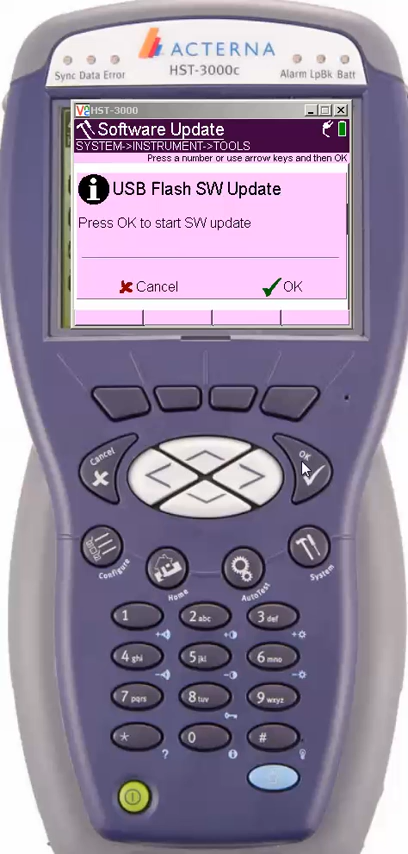 ACTERNA
Sync Data Error
HST-3000c
Alarm LpBk Batt
HST-3000
Software Update
SYSTEM->INSTRUMENT->TOOLS
Press a number or use arrow keys and then OK
USB Flash SW Update
Press OK to start SW update
Cancel
OK
Cancel
OK
Configure
Home
AutoTest
System
1
2 abc
3 def
4 ghi
5 jkl
6 mno
7 pqrs
8 tuv
9 wxyz
*
0
#
?